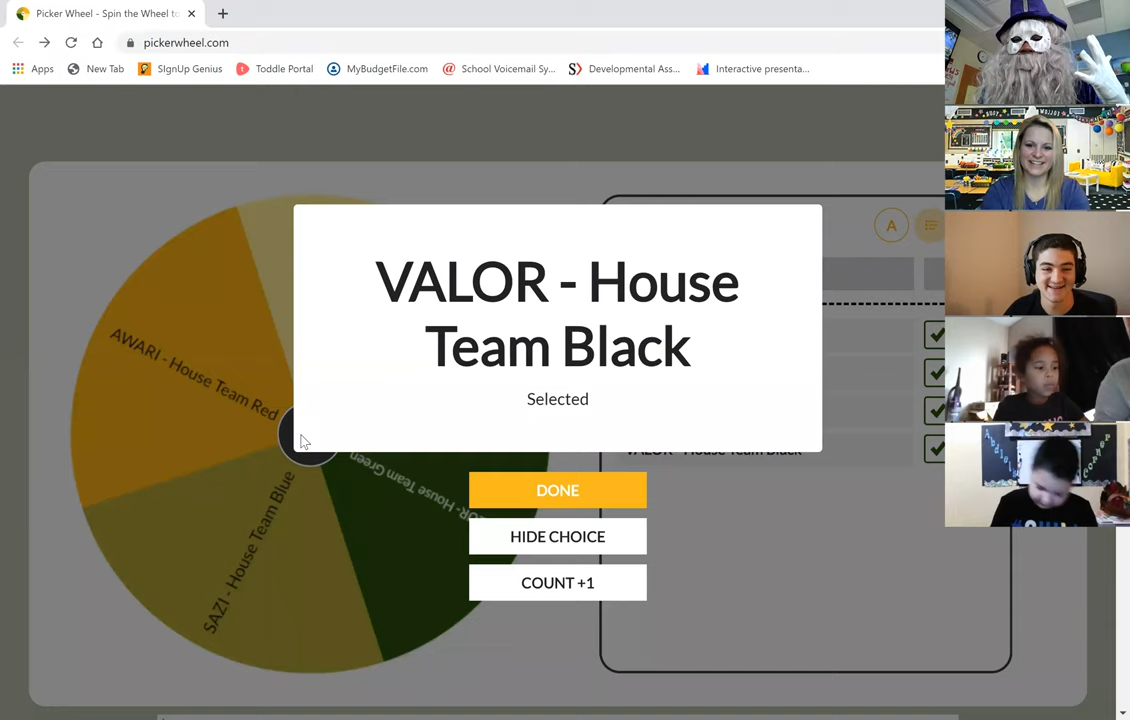 Picker Wheel - Spin the Wheel to
pickerwheel.com
Apps
New Tab
SIgnUp Genius
Toddle Portal
MyBudgetFile.com
School Voicemail Sy...
Developmental Ass...
Interactive presenta...
A
VALOR - House
Team Black
Selected
AWARI - House Team Red
SAZI - House Team Blue
OR - House Team Green
VALOR - House Team Black
DONE
HIDE CHOICE
COUNT +1